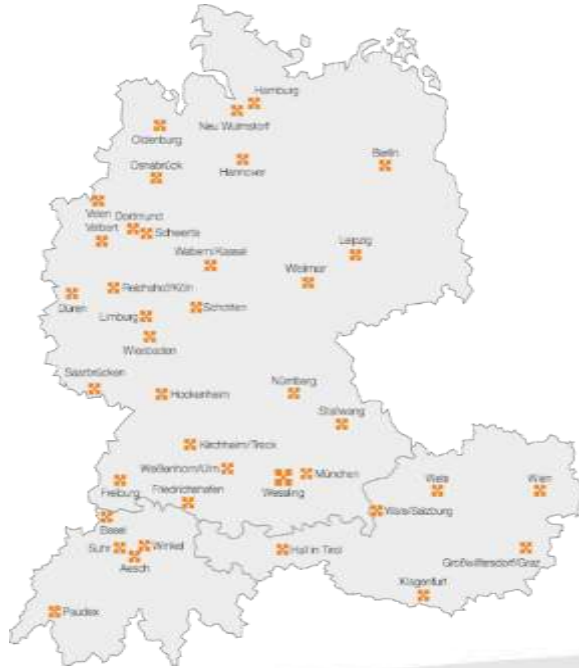 Hamburg
Neu Wulmstorf
Oldenburg
Osnabrück
Hannover
Berlin
Velen
Dortmund
Velbert
Schwerte
Wabern/Kassel
Leipzig
Weimar
Reichshof/Köln
Düren
Schotten
Limburg
Wiesbaden
Saarbrücken
Hockenheim
Nürnberg
Stallwang
Kirchheim/Treck
Weißenhorn/Ulm
München
Wessling
Freiburg
Friedrichshafen
Wels
Wien
Wals/Salzburg
Basel
Suhr
Winkel
Aesch
Hall in Tirol
Großwilfersdorf/Graz
Klagenfurt
Paudex